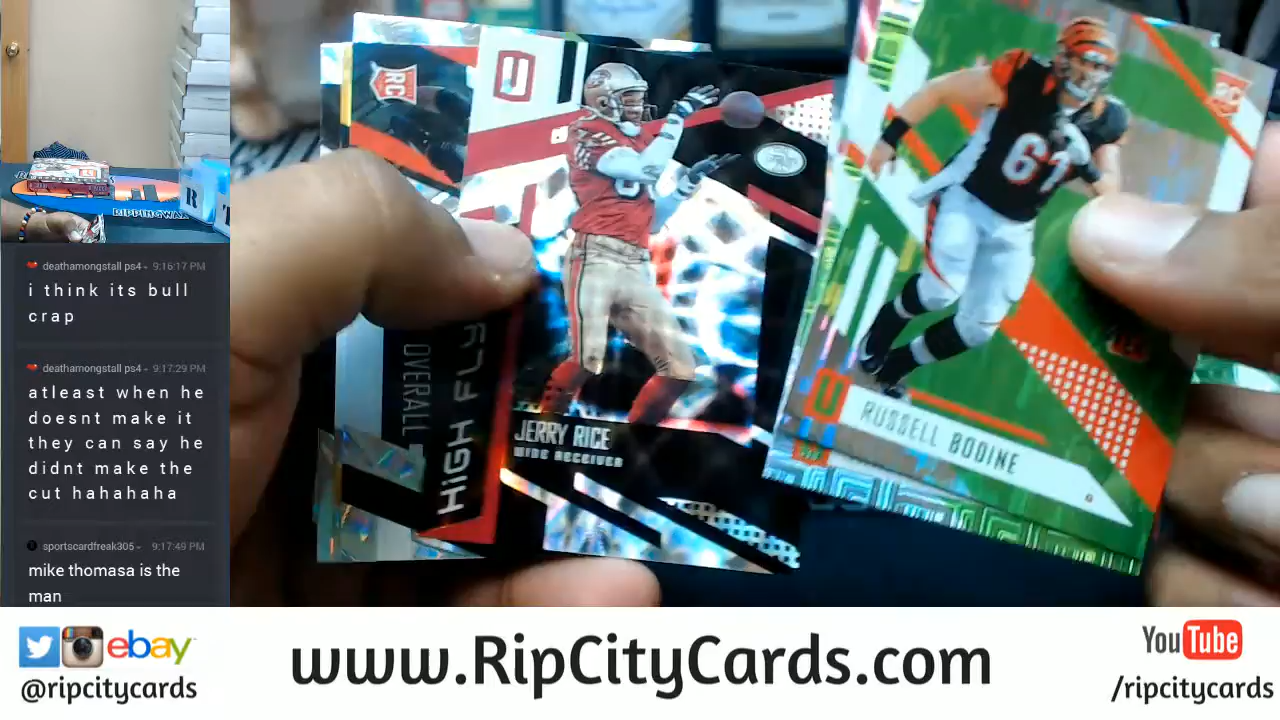 deathamongstall ps4 - 9:16:17 PM
i think its bull
crap
deathamongstall ps4 - 9:17:29 PM
atleast when he
doesnt make it
they can say he
didnt make the
cut hahahaha
sportscardfreak305 - 9:17:49 PM
mike thomasa is the
man
RIPPINGWAX
R
RC
OVERALL
HIGH FLY
U
JERRY RICE
WIDE RECEIVER
RC
67
U
RUSSELL BODINE
ebay
@ripcitycards
www.RipCityCards.com
YouTube
/ripcitycards